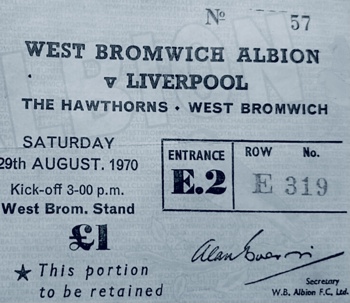 Nº 57
WEST BROMWICH ALBION
v LIVERPOOL
THE HAWTHORNS • WEST BROMWICH
SATURDAY
29th AUGUST. 1970
Kick-off 3-00 p.m.
West Brom. Stand
£1
★ This portion
to be retained
ENTRANCE
E.2
ROW No.
E 319
Secretary
W.B. Albion F.C., Ltd.